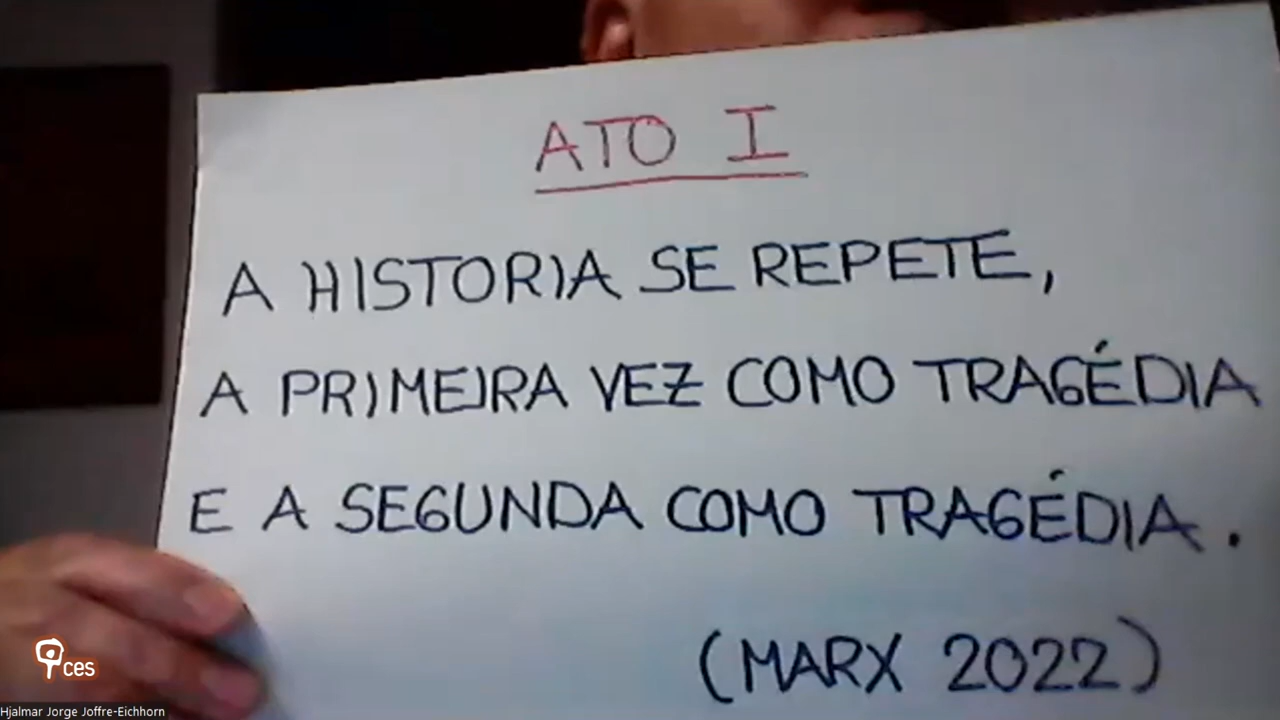 ATO I
A HISTORIA SE REPETE,
A PRIMEIRA VEZ COMO TRAGÉDIA
E A SEGUNDA COMO TRAGÉDIA.
(MARX 2022)
ces
Hjalmar Jorge Joffre-Eichhorn